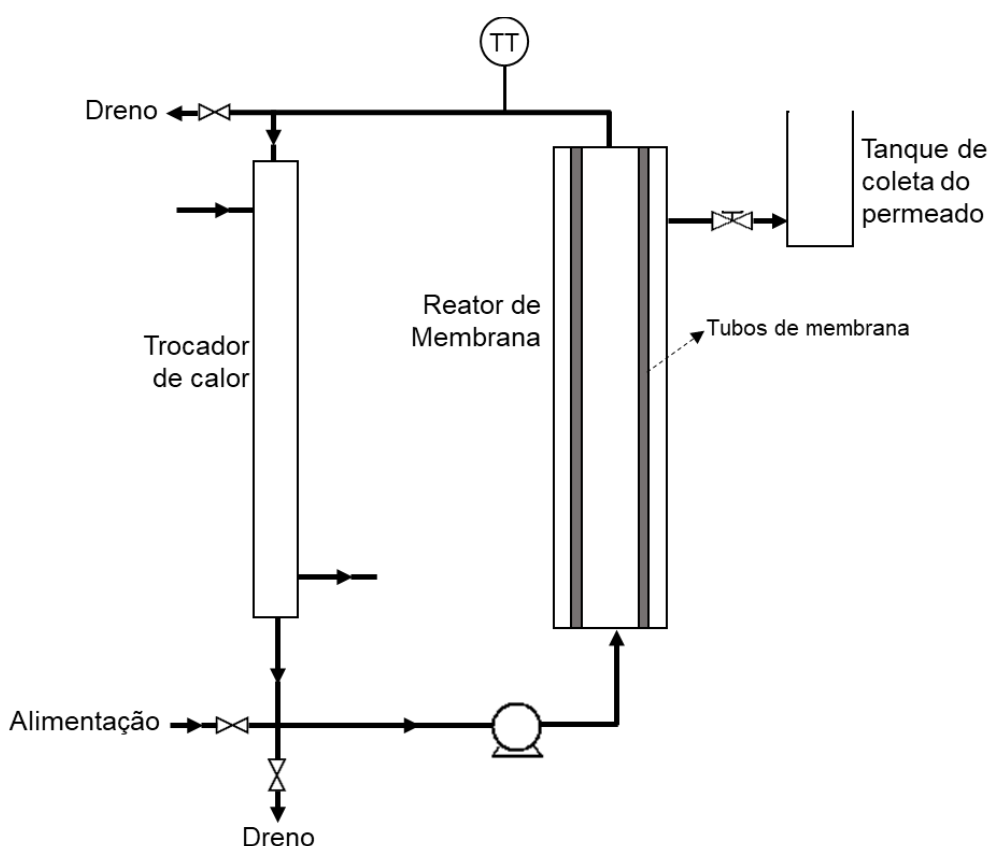 TT
Dreno
Tanque de
coleta do
permeado
Reator de
Membrana
Tubos de membrana
Trocador
de calor
Alimentação
Dreno